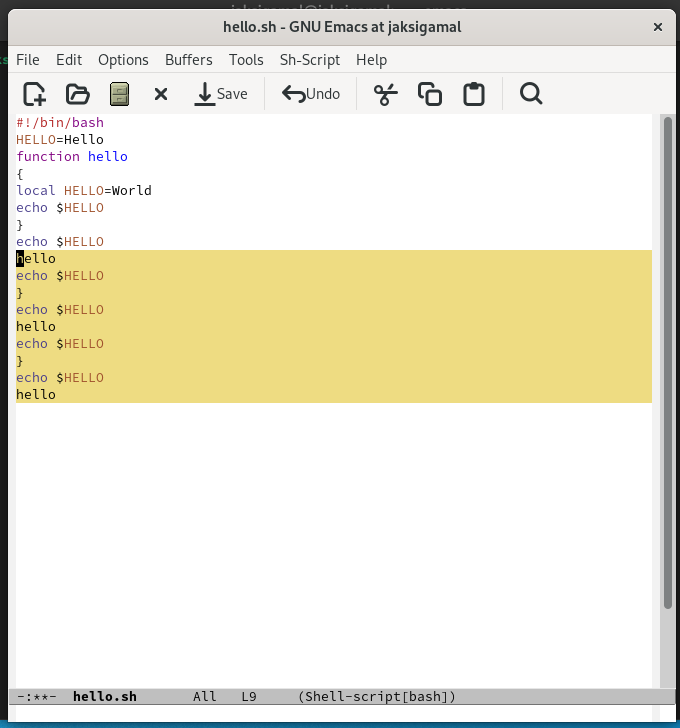 hello.sh - GNU Emacs at jaksigamal
File Edit Options Buffers Tools Sh-Script Help
Save Undo
#!/bin/bash
HELLO=Hello
function hello
{
local HELLO=World
echo $HELLO
}
echo $HELLO
hello
echo $HELLO
}
echo $HELLO
hello
echo $HELLO
}
echo $HELLO
hello
-:**- hello.sh All L9 (Shell-script[bash])